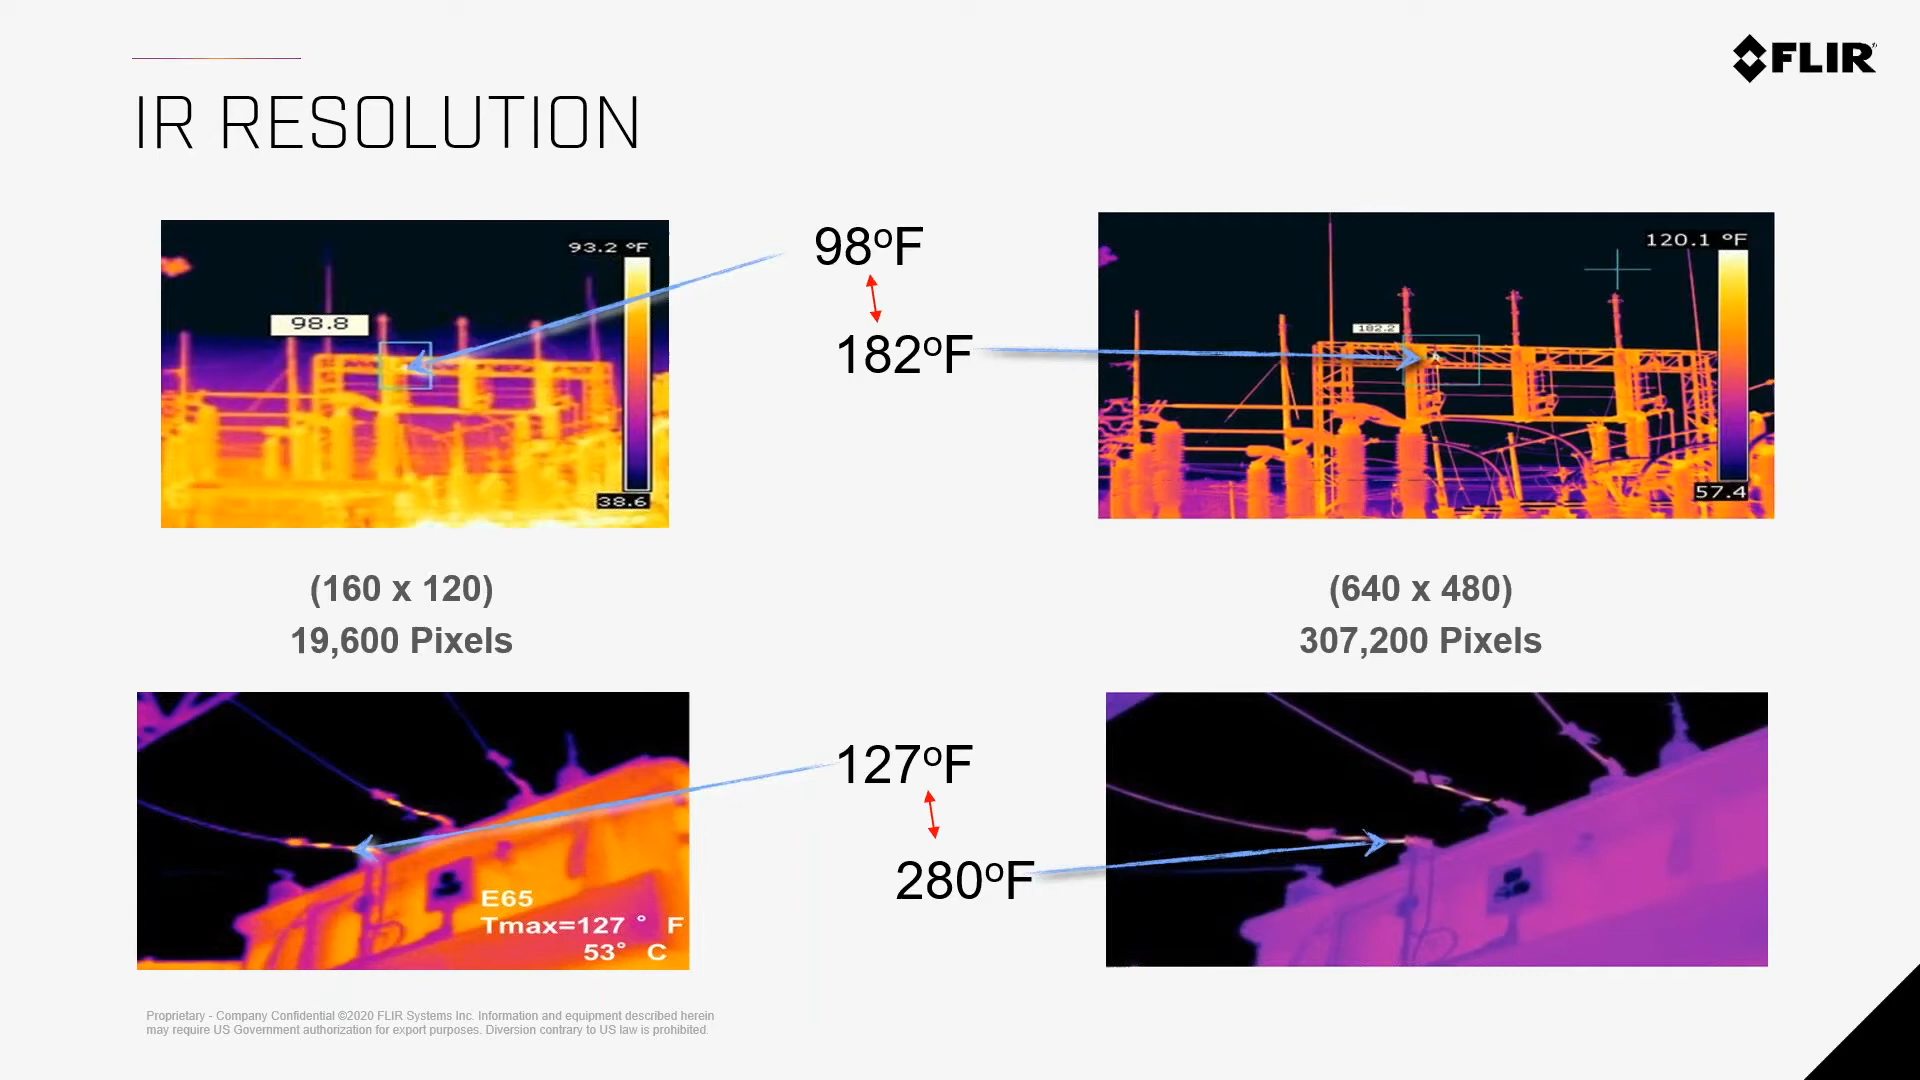 FLIR
IR RESOLUTION
93.2 °F
98.8
38.6
98ºF
182ºF
120.1 °F
182.2
57.4
(160 x 120)
19,600 Pixels
(640 x 480)
307,200 Pixels
E65
Tmax=127 ° F
53° C
127ºF
280ºF
Proprietary - Company Confidential ©2020 FLIR Systems Inc. Information and equipment described herein
may require US Government authorization for export purposes. Diversion contrary to US law is prohibited.